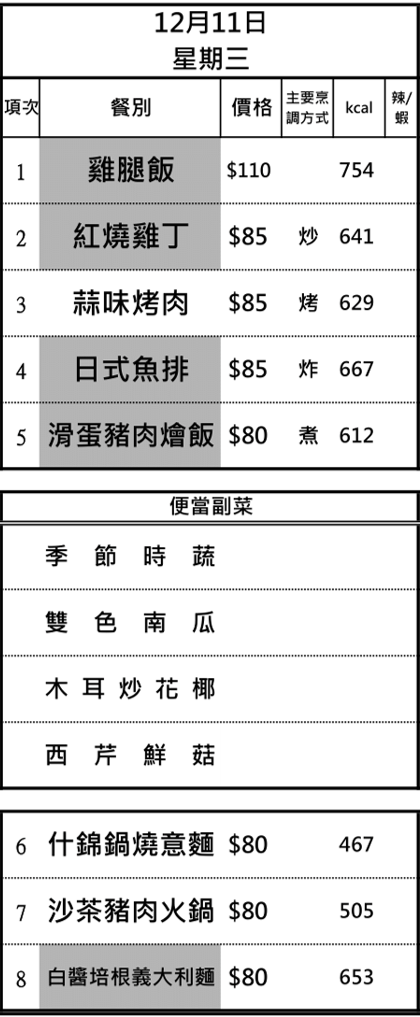 12月11日
星期三
項次 餐別 價格 主要烹調方式 kcal 辣/蝦
1 雞腿飯 $110 754
2 紅燒雞丁 $85 炒 641
3 蒜味烤肉 $85 烤 629
4 日式魚排 $85 炸 667
5 滑蛋豬肉燴飯 $80 煮 612
便當副菜
季節時蔬
雙色南瓜
木耳炒花椰
西芹鮮菇
6 什錦鍋燒意麵 $80 467
7 沙茶豬肉火鍋 $80 505
8 白醬培根義大利麵 $80 653